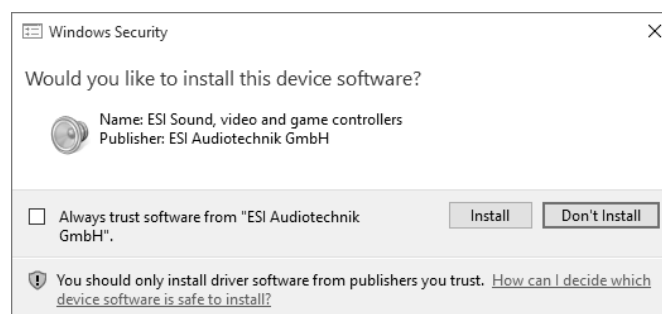 Windows Security
Would you like to install this device software?
Name: ESI Sound, video and game controllers
Publisher: ESI Audiotechnik GmbH
Always trust software from "ESI Audiotechnik
GmbH".
Install
Don't Install
You should only install driver software from publishers you trust. How can I decide which
device software is safe to install?